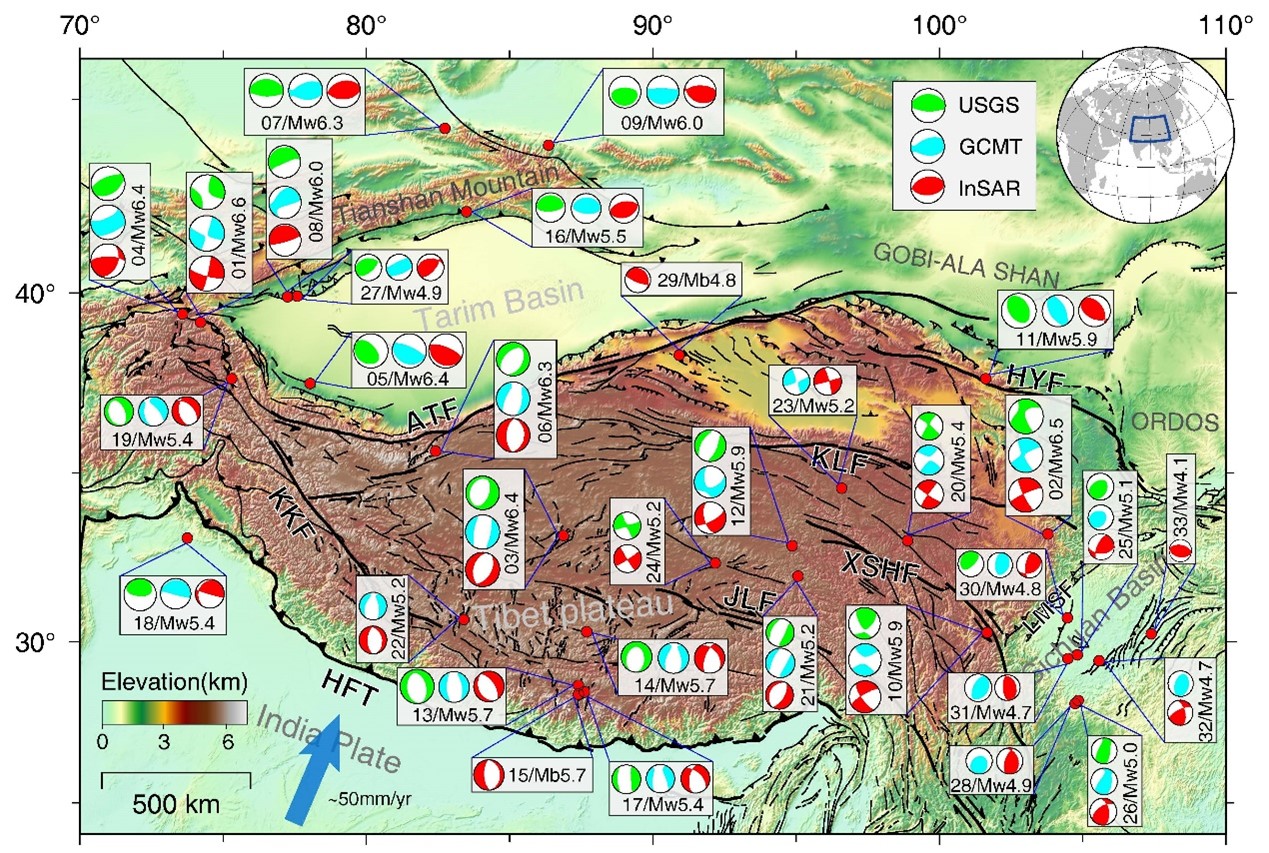 70°
80°
90°
100°
110°
07/Mw6.3
09/Mw6.0
USGS
GCMT
InSAR
04/Mw6.4
01/Mw6.6
08/Mw6.0
Tianshan Mountain
16/Mw5.5
GOBI-ALA SHAN
27/Mw4.9
29/Mb4.8
40°
Tarim Basin
11/Mw5.9
05/Mw6.4
06/Mw6.3
HYF
23/Mw5.2
19/Mw5.4
ATF
ORDOS
KLF
20/Mw5.4
02/Mw6.5
12/Mw5.9
KKF
03/Mw6.4
24/Mw5.2
25/Mw5.1
33/Mw4.1
XSHF
30/Mw4.8
18/Mw5.4
22/Mw5.2
Tibet plateau
JLF
LMSF
Sichuan Basin
30°
21/Mw5.2
10/Mw5.9
14/Mw5.7
Elevation(km)
HFT
13/Mw5.7
31/Mw4.7
32/Mw4.7
0 3 6
India Plate
15/Mb5.7
17/Mw5.4
28/Mw4.9
26/Mw5.0
500 km
~50mm/yr